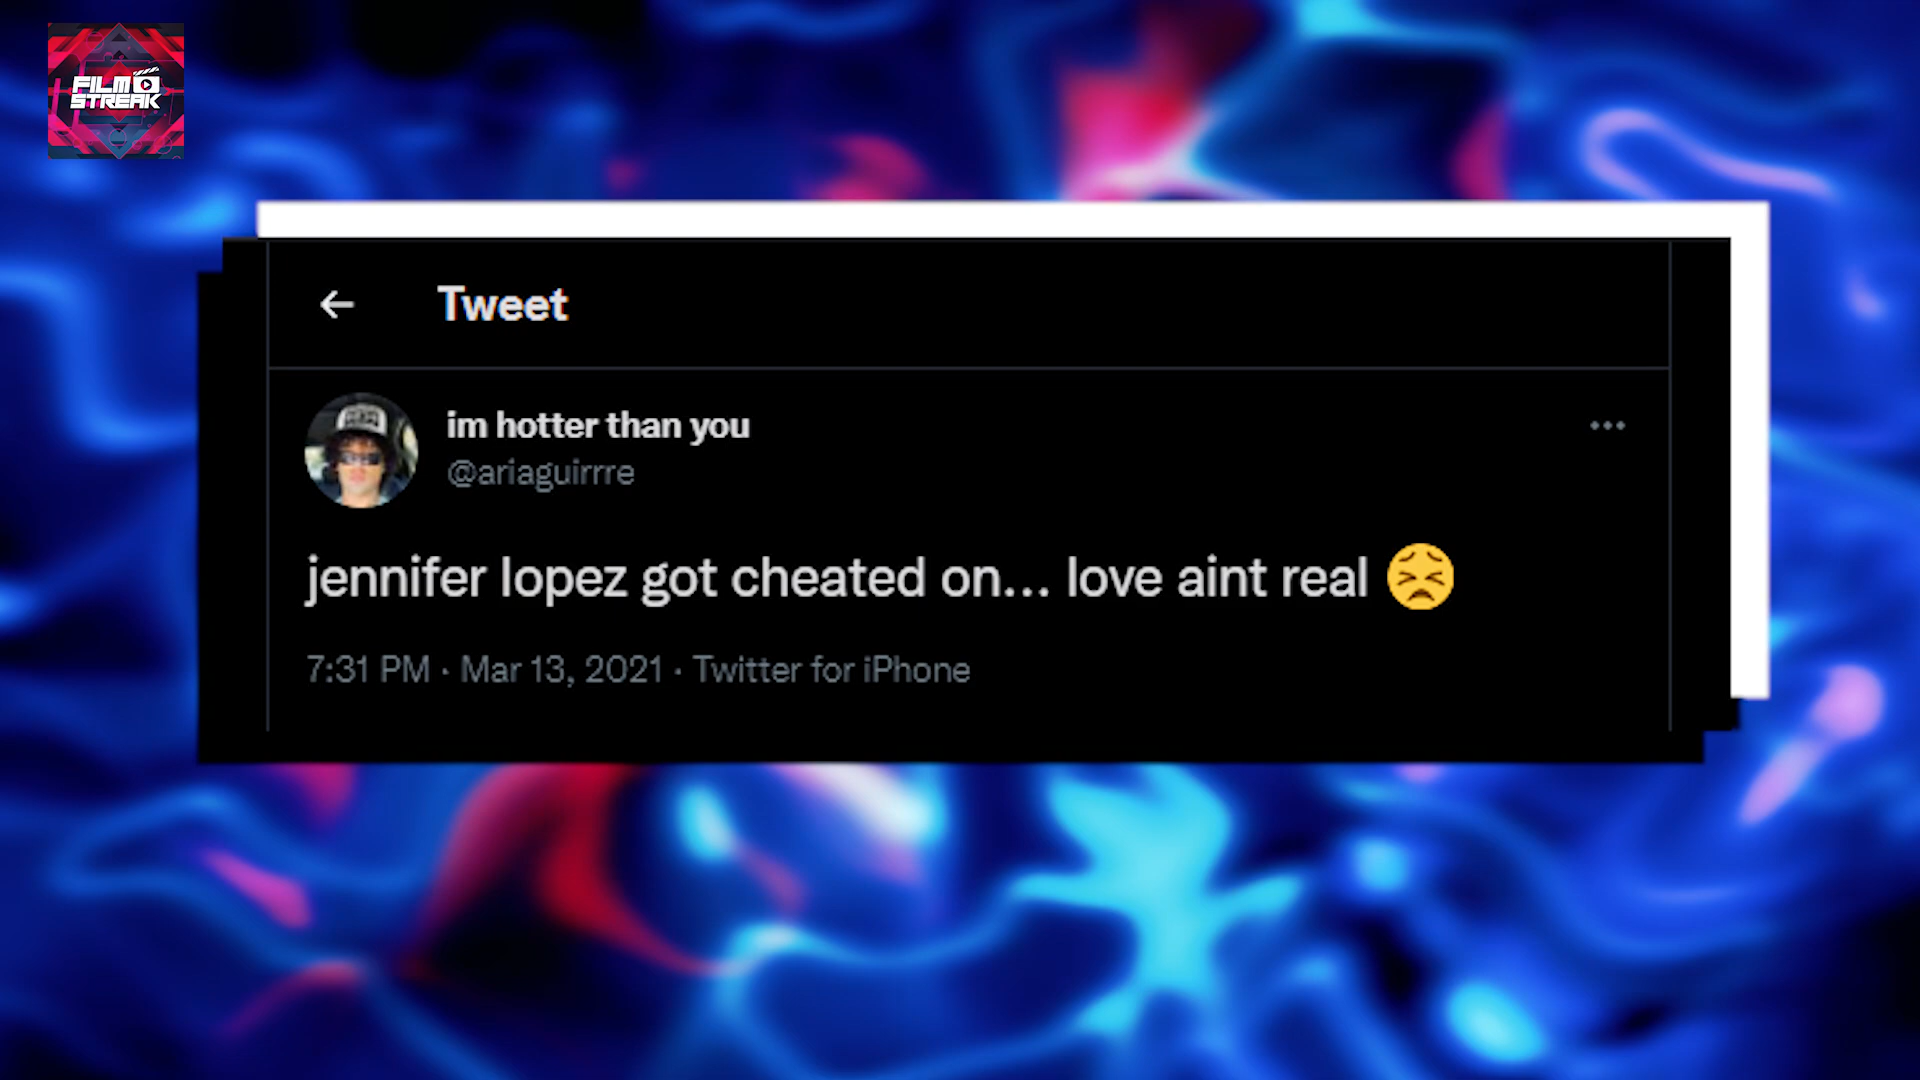 FILM
STREAK
Tweet
im hotter than you
@ariaguirrre
jennifer lopez got cheated on... love aint real 😣
7:31 PM · Mar 13, 2021 · Twitter for iPhone